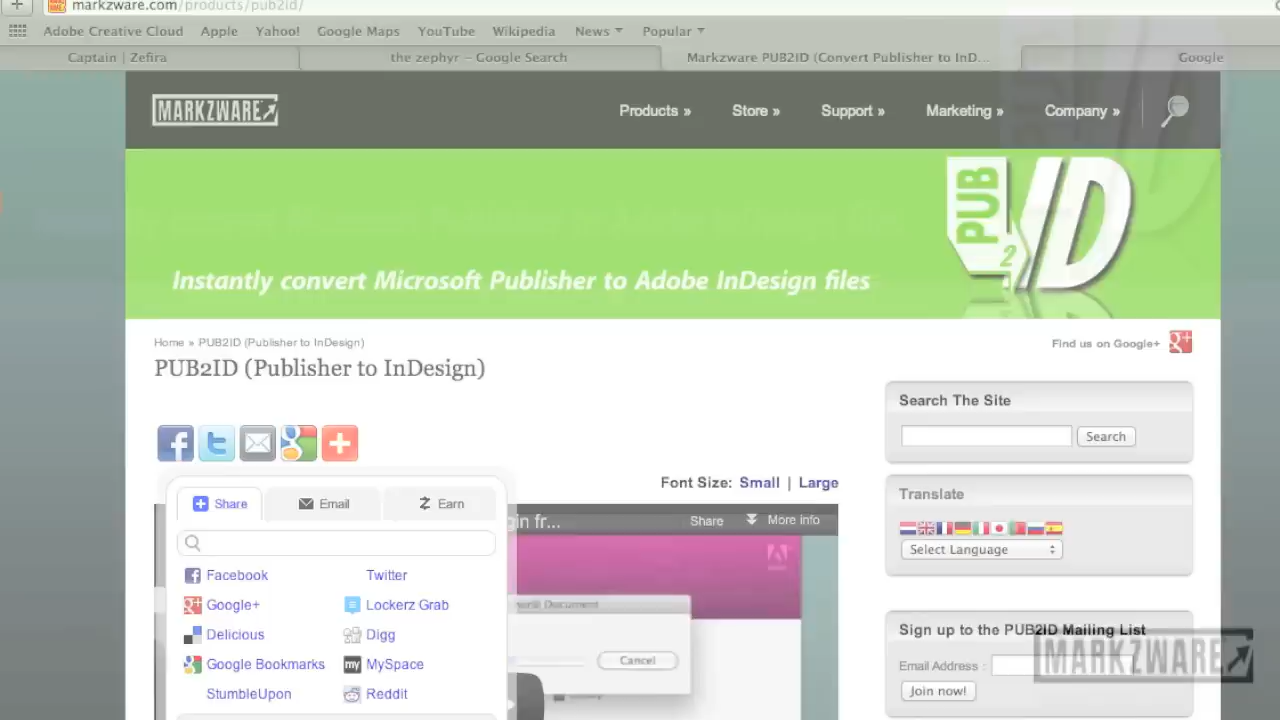 markzware.com/products/pub2id/
Adobe Creative Cloud Apple Yahoo! Google Maps YouTube Wikipedia News Popular
Captain | Zefira the zephyr – Google Search Markzware PUB2ID (Convert Publisher to InD... Google
MARKZWARE Products » Store » Support » Marketing » Company »
PUB 2 ID
Instantly convert Microsoft Publisher to Adobe InDesign files
Home » PUB2ID (Publisher to InDesign)
Find us on Google+
PUB2ID (Publisher to InDesign)
Search The Site
Search
Font Size: Small | Large
Translate
Select Language
Share Email Earn
gin fr... Share More info
Facebook Twitter
Google+ Lockerz Grab
Delicious Digg
Google Bookmarks MySpace
StumbleUpon Reddit
Document
Cancel
Sign up to the PUB2ID Mailing List
Email Address :
Join now!
MARKZWARE